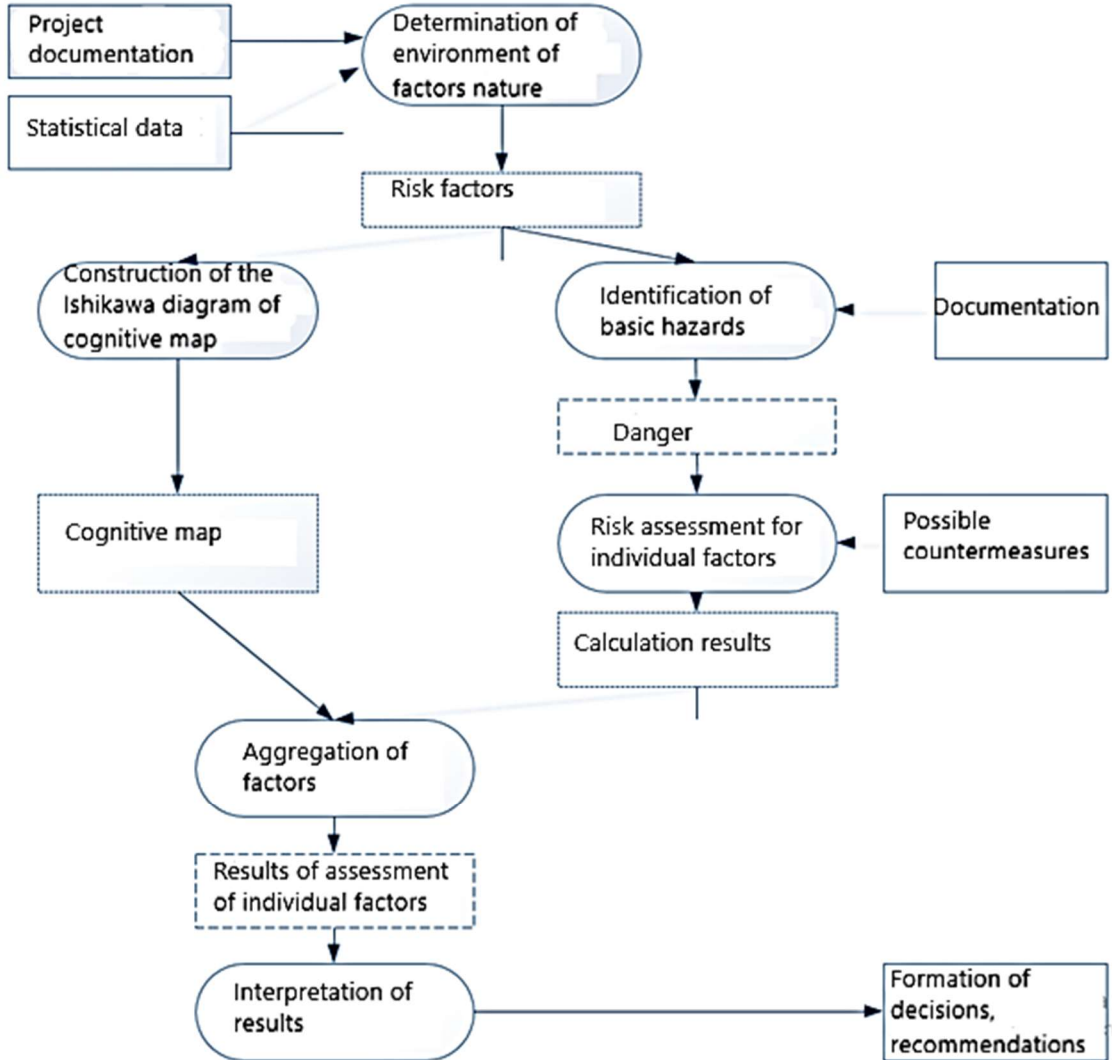 Project
documentation
Determination of
environment of
factors nature
Statistical data
Risk factors
Construction of the
Ishikawa diagram of
cognitive map
Identification of
basic hazards
Documentation
Danger
Cognitive map
Risk assessment for
individual factors
Possible
countermeasures
Calculation results
Aggregation of
factors
Results of assessment
of individual factors
Interpretation of
results
Formation of
decisions,
recommendations